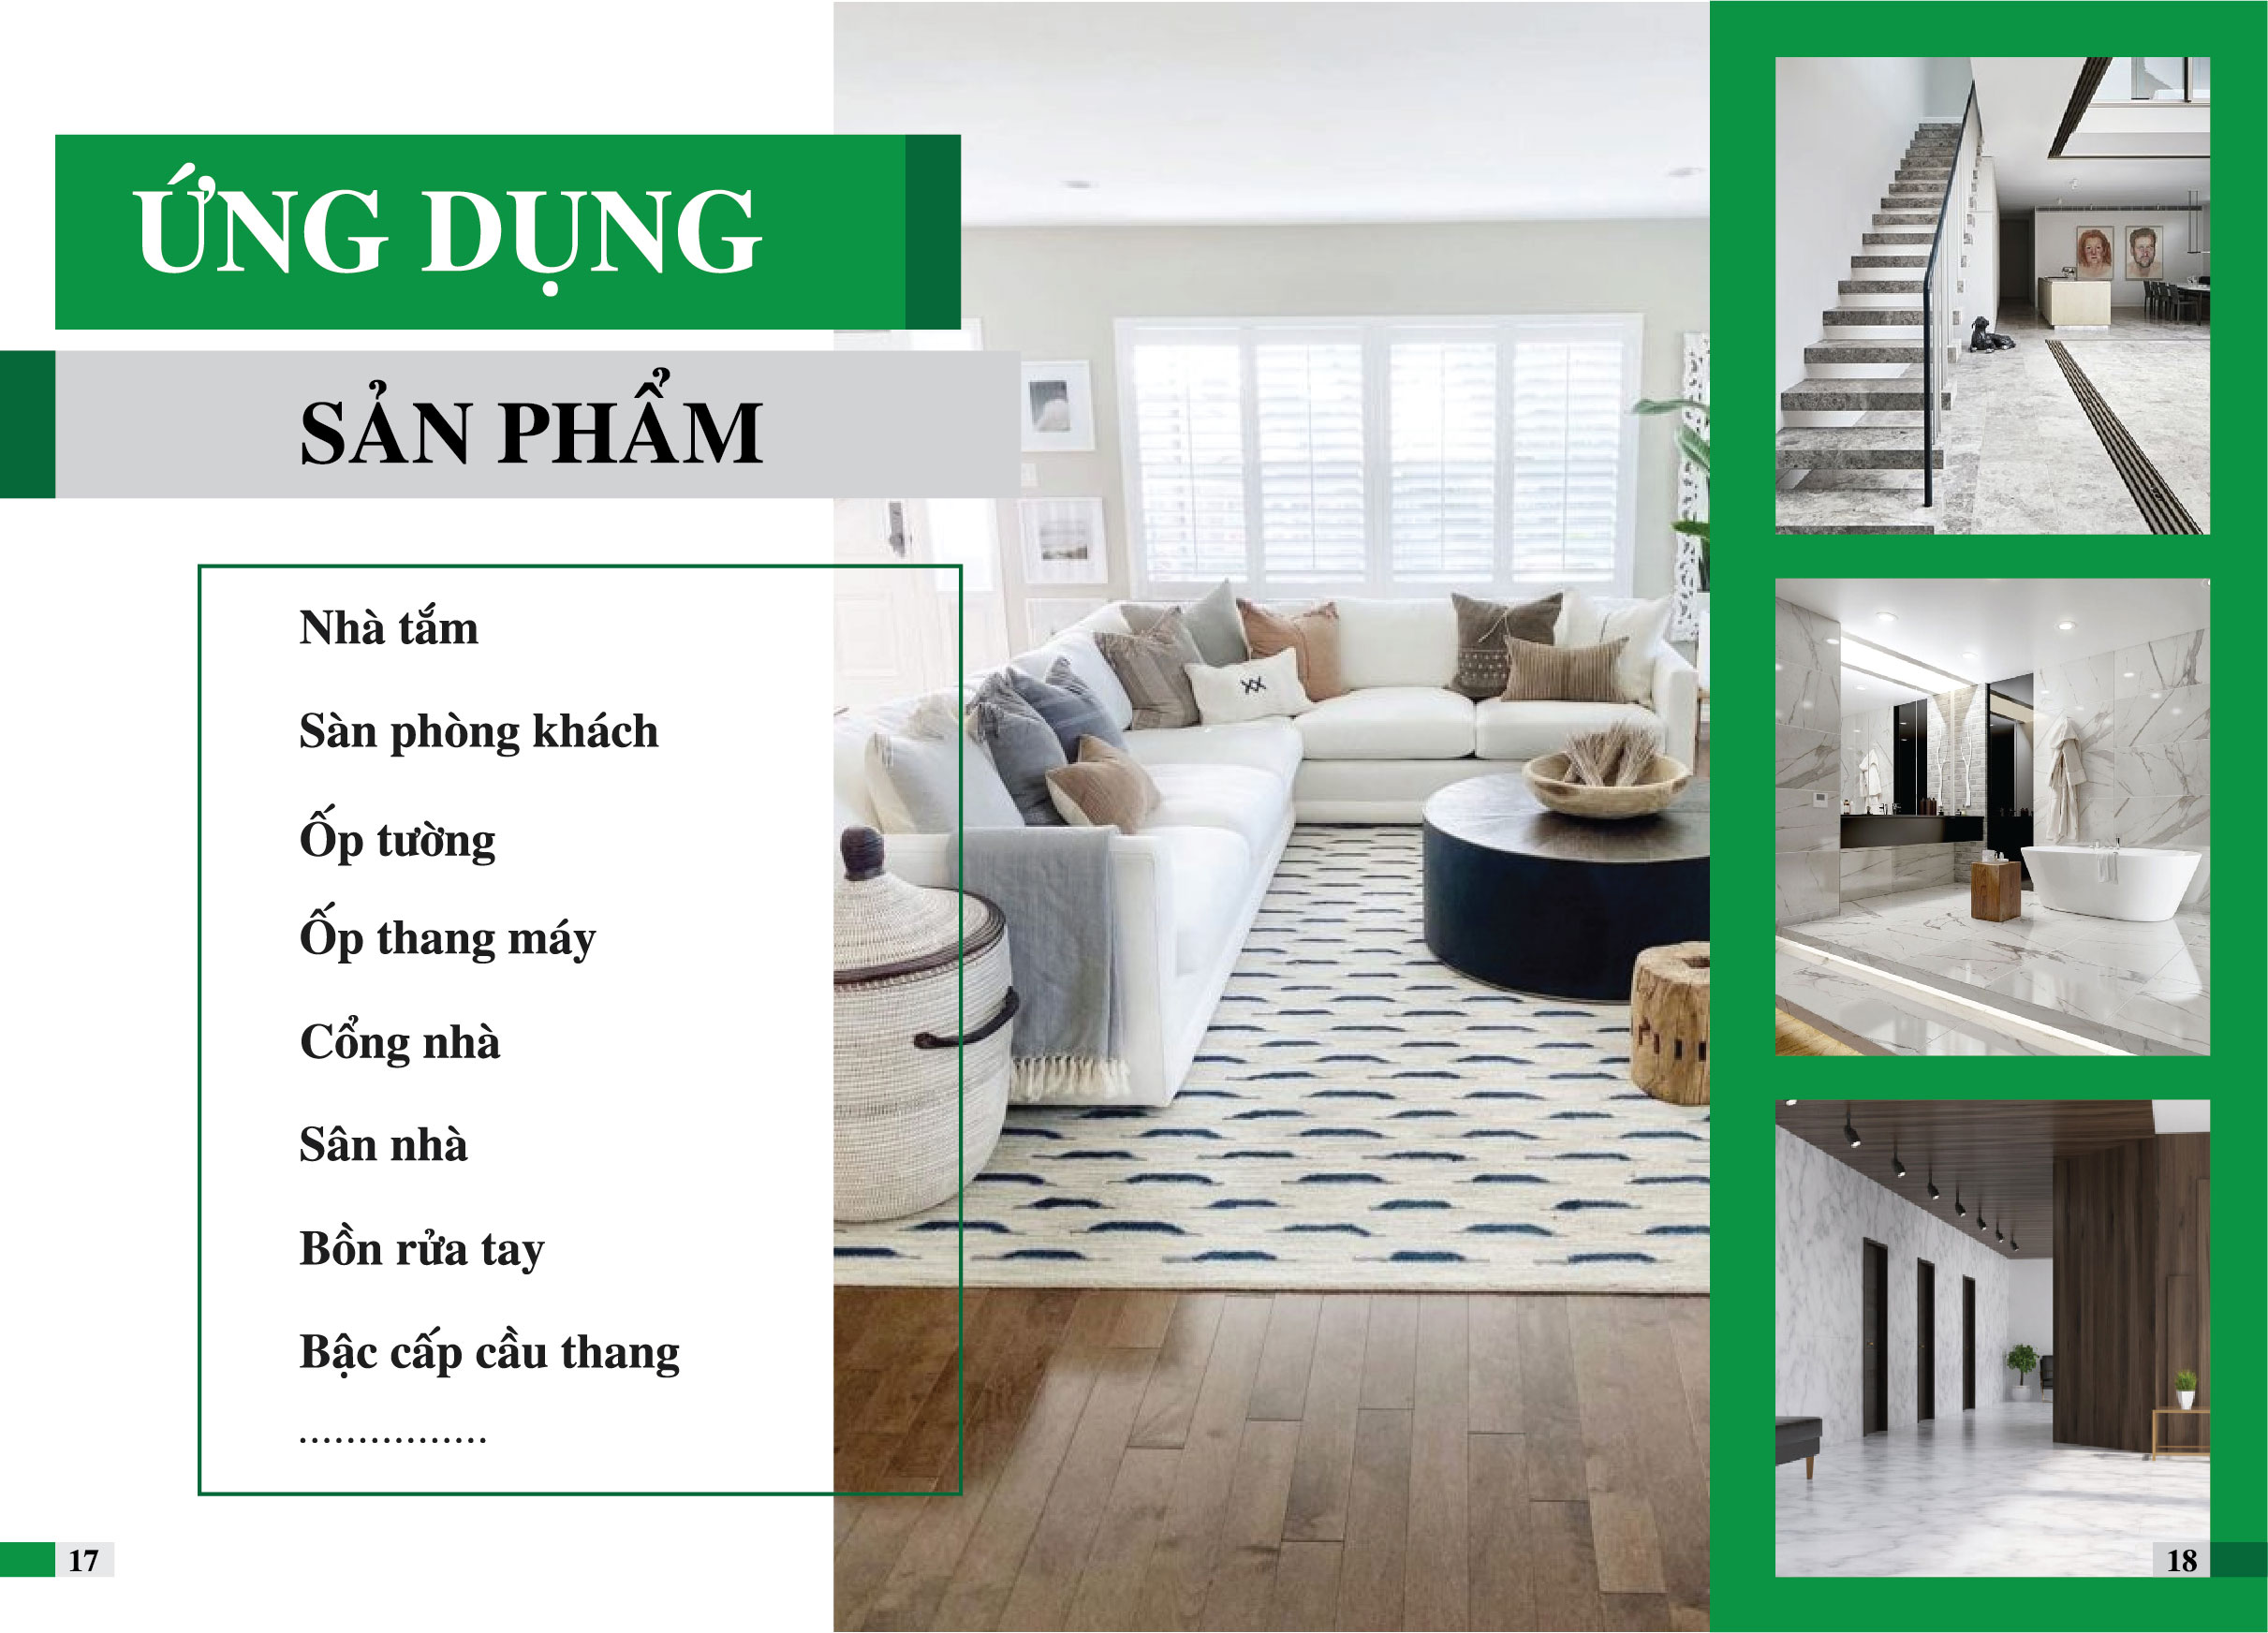 ỨNG DỤNG
SẢN PHẨM
Nhà tắm
Sàn phòng khách
Ốp tường
Ốp thang máy
Cổng nhà
Sân nhà
Bồn rửa tay
Bậc cấp cầu thang
................
17
18